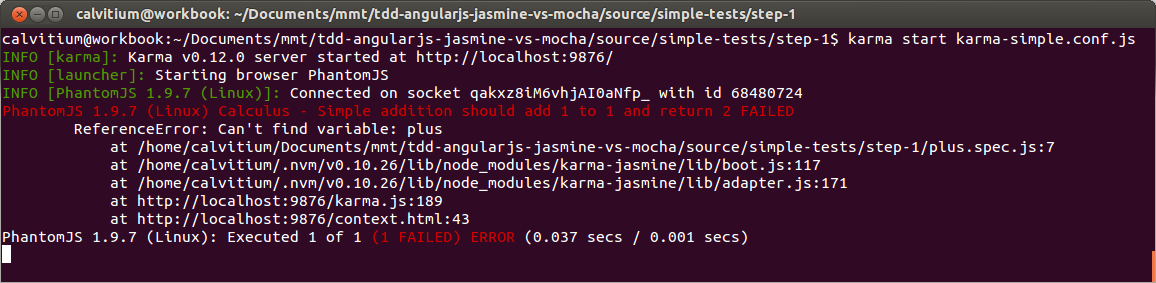 calvitium@workbook: ~/Documents/mmt/tdd-angularjs-jasmine-vs-mocha/source/simple-tests/step-1
calvitium@workbook:~/Documents/mmt/tdd-angularjs-jasmine-vs-mocha/source/simple-tests/step-1$ karma start karma-simple.conf.js
INFO [karma]: Karma v0.12.0 server started at http://localhost:9876/
INFO [launcher]: Starting browser PhantomJS
INFO [PhantomJS 1.9.7 (Linux)]: Connected on socket qakxz8iM6vhjAI0aNfp_ with id 68480724
PhantomJS 1.9.7 (Linux) Calculus - Simple addition should add 1 to 1 and return 2 FAILED
ReferenceError: Can't find variable: plus
at /home/calvitium/Documents/mmt/tdd-angularjs-jasmine-vs-mocha/source/simple-tests/step-1/plus.spec.js:7
at /home/calvitium/.nvm/v0.10.26/lib/node_modules/karma-jasmine/lib/boot.js:117
at /home/calvitium/.nvm/v0.10.26/lib/node_modules/karma-jasmine/lib/adapter.js:171
at http://localhost:9876/karma.js:189
at http://localhost:9876/context.html:43
PhantomJS 1.9.7 (Linux): Executed 1 of 1 (1 FAILED) ERROR (0.037 secs / 0.001 secs)